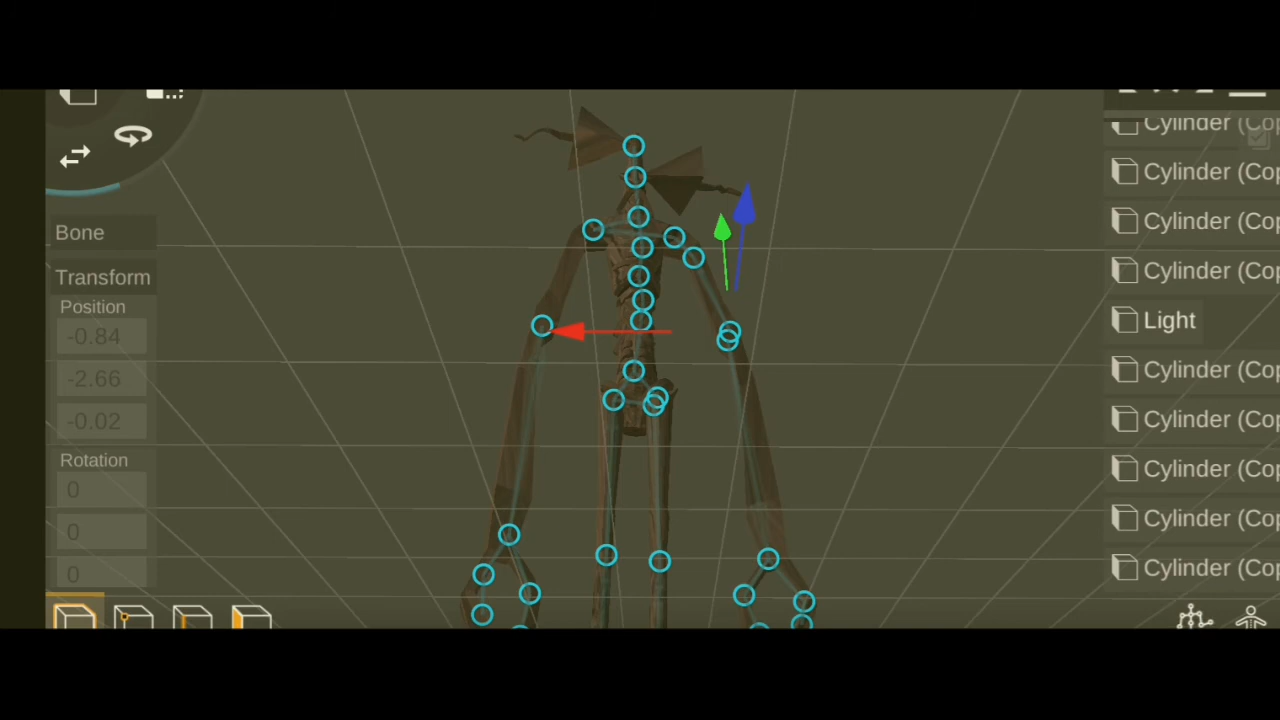 Bone
Transform
Position
-0.84
-2.66
-0.02
Rotation
0
0
0
Cylinder (Cop
Cylinder (Cop
Cylinder (Cop
Cylinder (Cop
Light
Cylinder (Cop
Cylinder (Cop
Cylinder (Cop
Cylinder (Cop
Cylinder (Cop